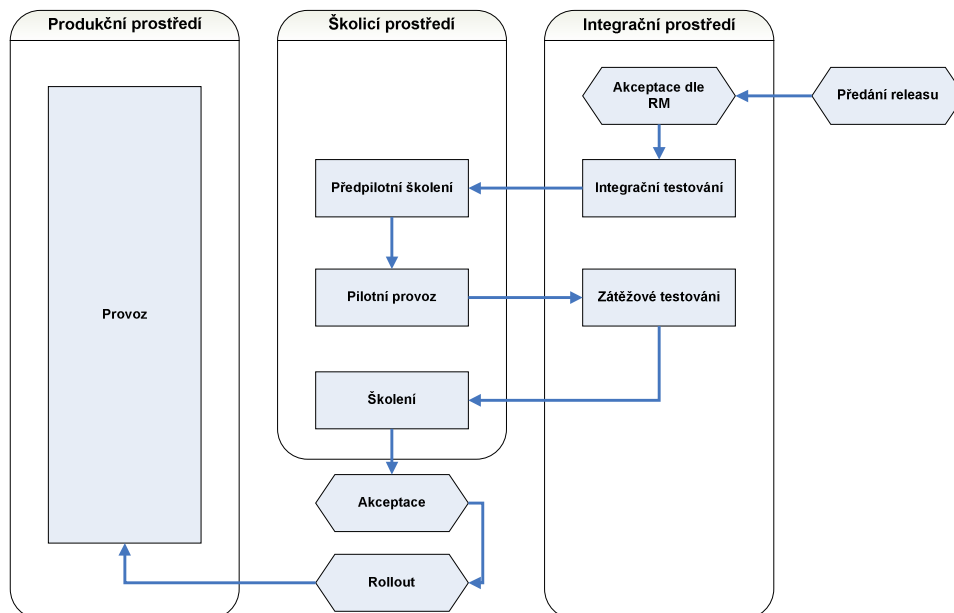 Produkční prostředí
Školicí prostředí
Integrační prostředí
Akceptace dle
RM
Předání releasu
Předpilotní školení
Integrační testování
Pilotní provoz
Zátěžové testování
Provoz
Školení
Akceptace
Rollout